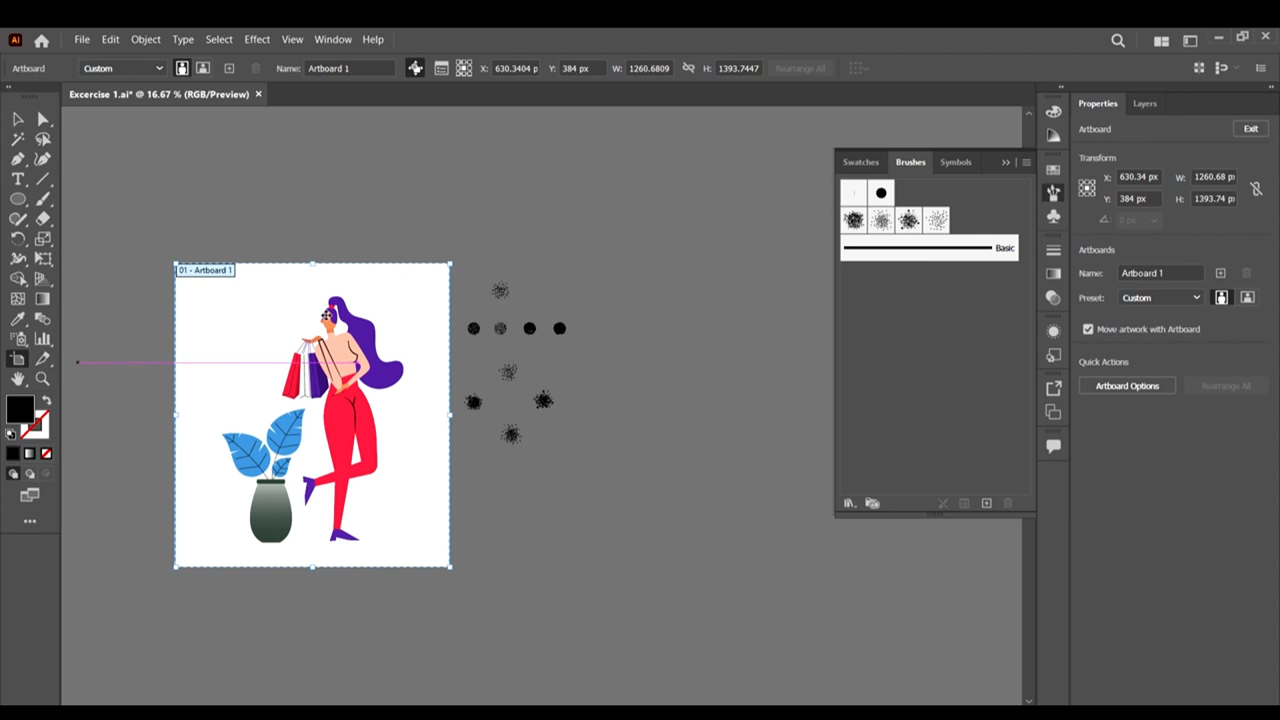 Ai File Edit Object Type Select Effect View Window Help
Artboard Custom Name: Artboard 1 X: 630.3404 p Y: 384 px W: 1260.6809 H: 1393.7447 Rearrange All
Excercise 1.ai* @ 16.67 % (RGB/Preview) ×
Properties Layers
Artboard Exit
Transform
X: 630.34 px W: 1260.68 p
Y: 384 px H: 1393.74 p
0 px
Artboards
Name: Artboard 1
Preset: Custom
Move artwork with Artboard
Quick Actions
Artboard Options Rearrange All
Swatches Brushes Symbols
Basic
01 - Artboard 1